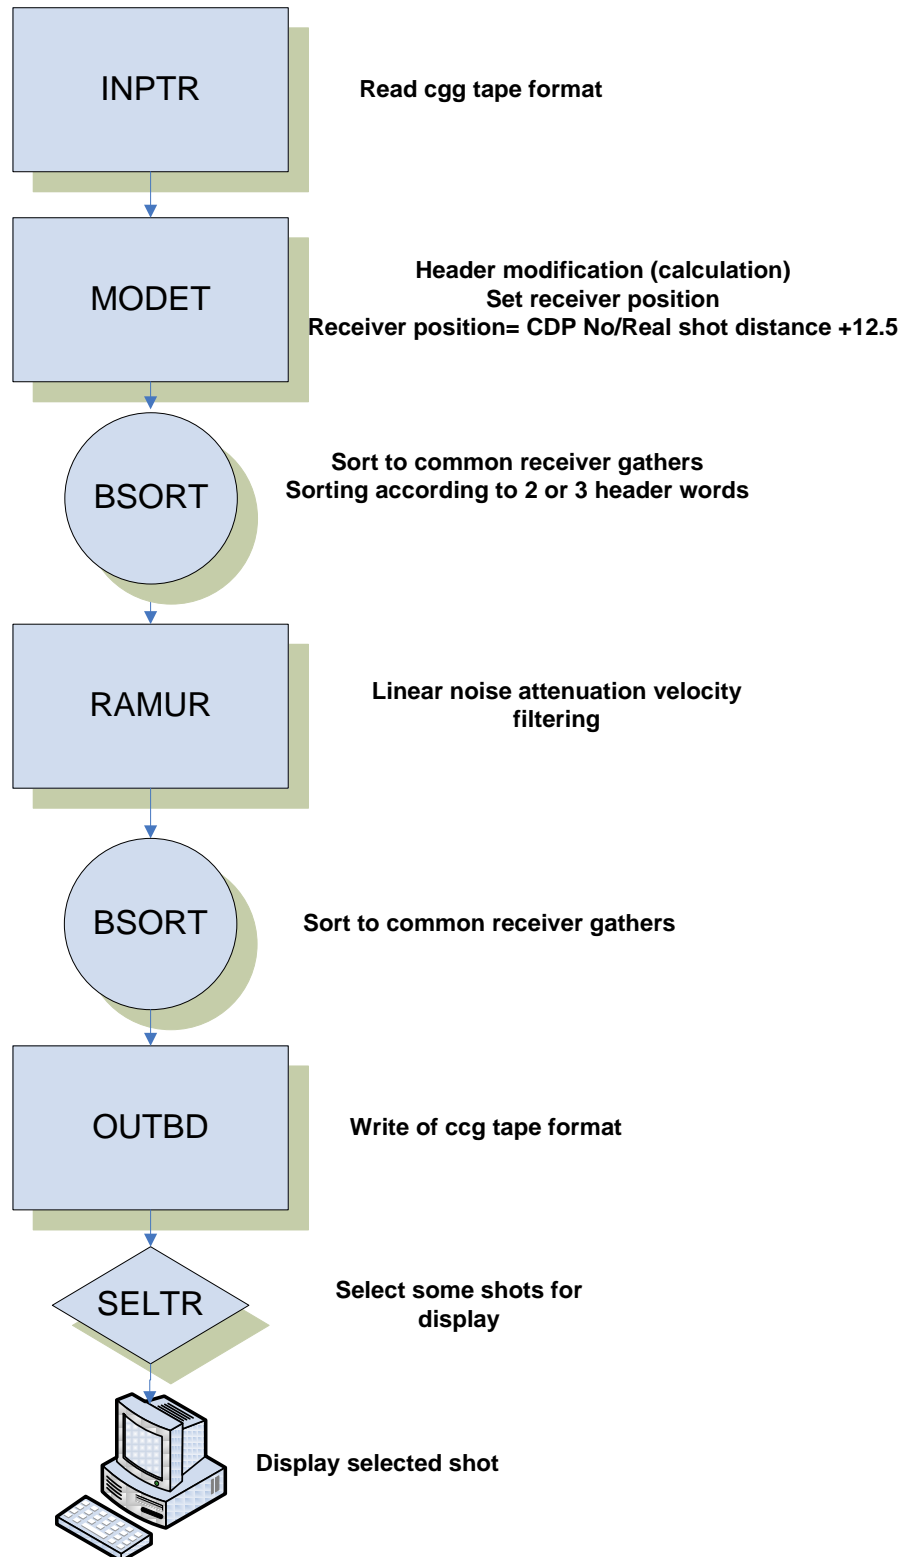 INPTR
Read cgg tape format
MODET
Header modification (calculation)
Set receiver position
Receiver position= CDP No/Real shot distance +12.5
BSORT
Sort to common receiver gathers
Sorting according to 2 or 3 header words
RAMUR
Linear noise attenuation velocity
filtering
BSORT
Sort to common receiver gathers
OUTBD
Write of ccg tape format
SELTR
Select some shots for
display
Display selected shot